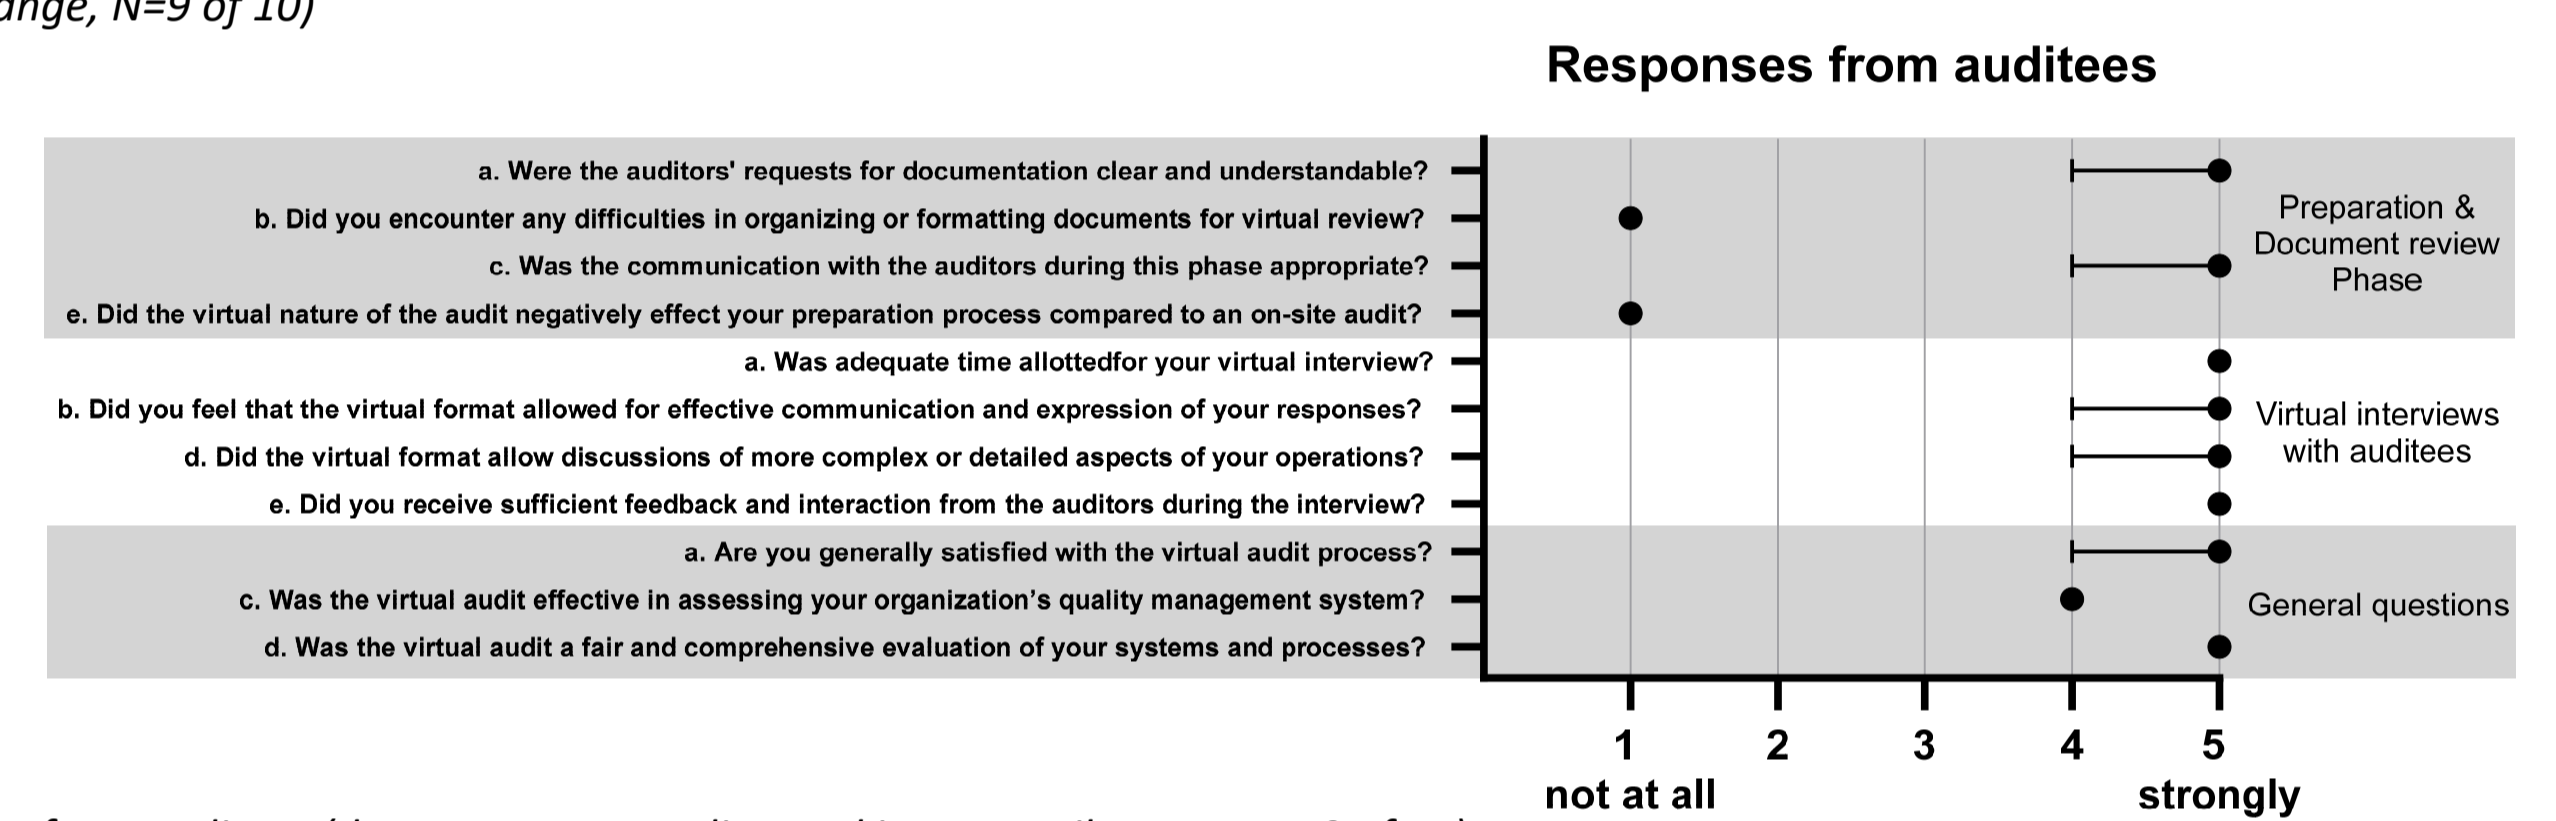 ange, N=9 of 10)
Responses from auditees
a. Were the auditors' requests for documentation clear and understandable?
b. Did you encounter any difficulties in organizing or formatting documents for virtual review?
c. Was the communication with the auditors during this phase appropriate?
e. Did the virtual nature of the audit negatively effect your preparation process compared to an on-site audit?
Preparation &
Document review
Phase
a. Was adequate time allottedfor your virtual interview?
b. Did you feel that the virtual format allowed for effective communication and expression of your responses?
d. Did the virtual format allow discussions of more complex or detailed aspects of your operations?
e. Did you receive sufficient feedback and interaction from the auditors during the interview?
Virtual interviews
with auditees
a. Are you generally satisfied with the virtual audit process?
c. Was the virtual audit effective in assessing your organization’s quality management system?
d. Was the virtual audit a fair and comprehensive evaluation of your systems and processes?
General questions
1 2 3 4 5
not at all strongly